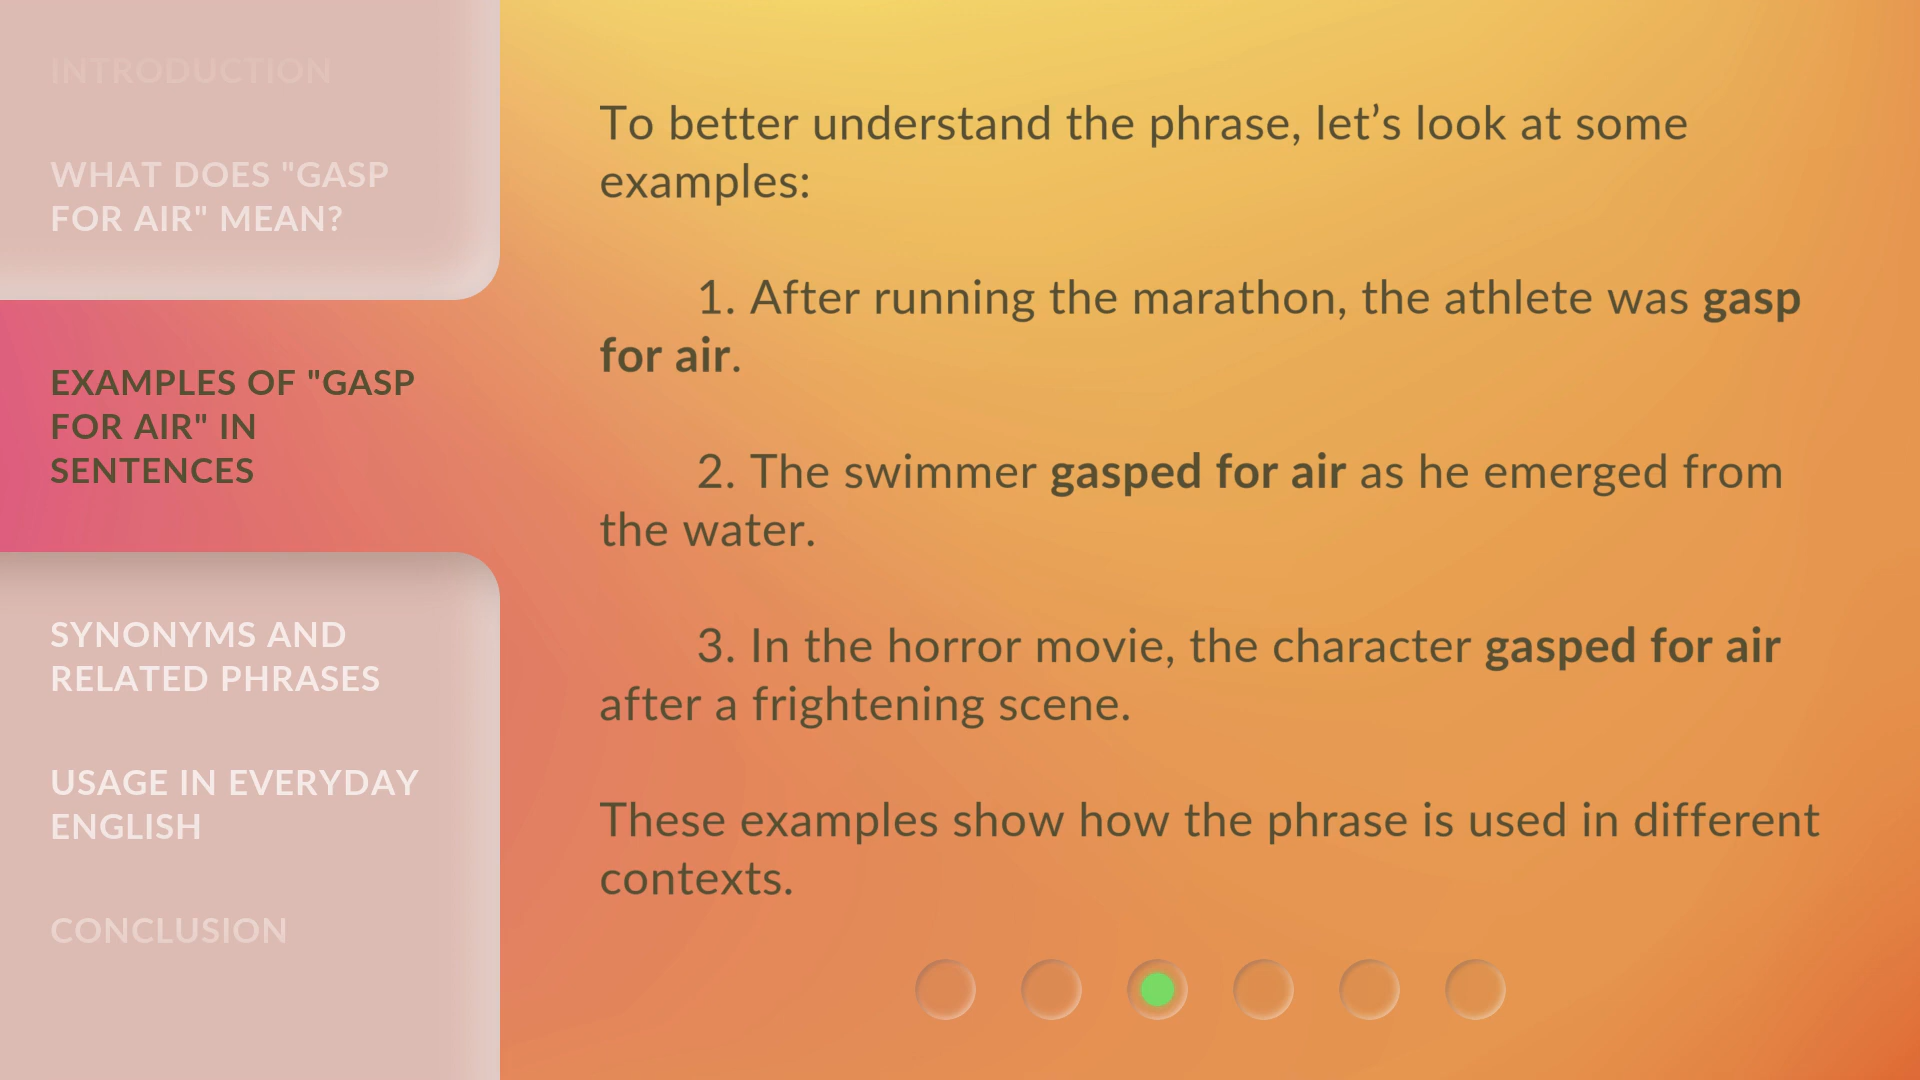 INTRODUCTION
WHAT DOES "GASP
FOR AIR" MEAN?
EXAMPLES OF "GASP
FOR AIR" IN
SENTENCES
SYNONYMS AND
RELATED PHRASES
USAGE IN EVERYDAY
ENGLISH
CONCLUSION
To better understand the phrase, let’s look at some
examples:
1. After running the marathon, the athlete was gasp
for air.
2. The swimmer gasped for air as he emerged from
the water.
3. In the horror movie, the character gasped for air
after a frightening scene.
These examples show how the phrase is used in different
contexts.